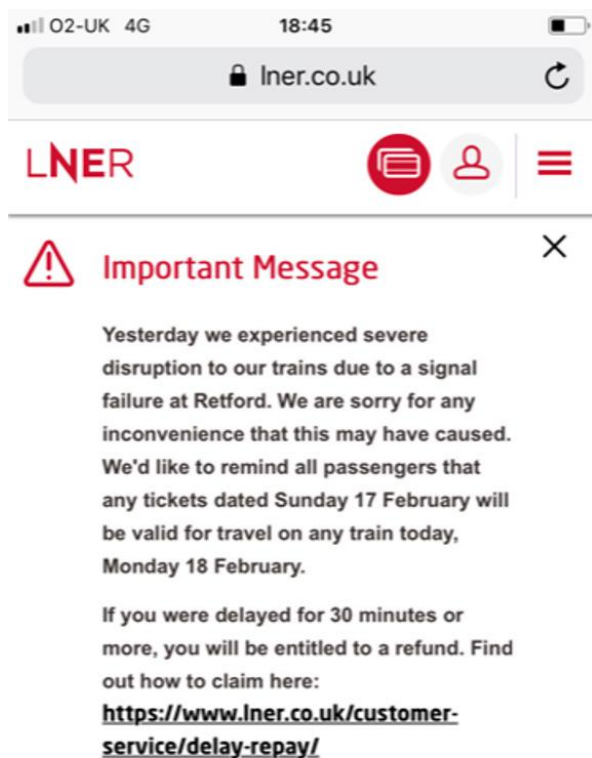 O2-UK 4G 18:45
lner.co.uk
LNER
Important Message
Yesterday we experienced severe
disruption to our trains due to a signal
failure at Retford. We are sorry for any
inconvenience that this may have caused.
We'd like to remind all passengers that
any tickets dated Sunday 17 February will
be valid for travel on any train today,
Monday 18 February.
If you were delayed for 30 minutes or
more, you will be entitled to a refund. Find
out how to claim here:
https://www.lner.co.uk/customer-
service/delay-repay/